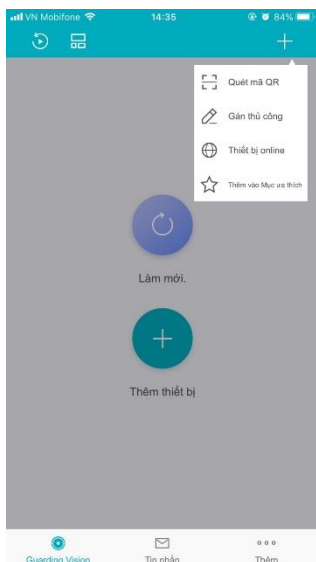 VN Mobifone 14:35 84%
Quét mã QR
Gán thủ công
Thiết bị online
Thêm vào Mục ưa thích
Làm mới.
Thêm thiết bị
Guarding Vision Tin nhắn Thêm